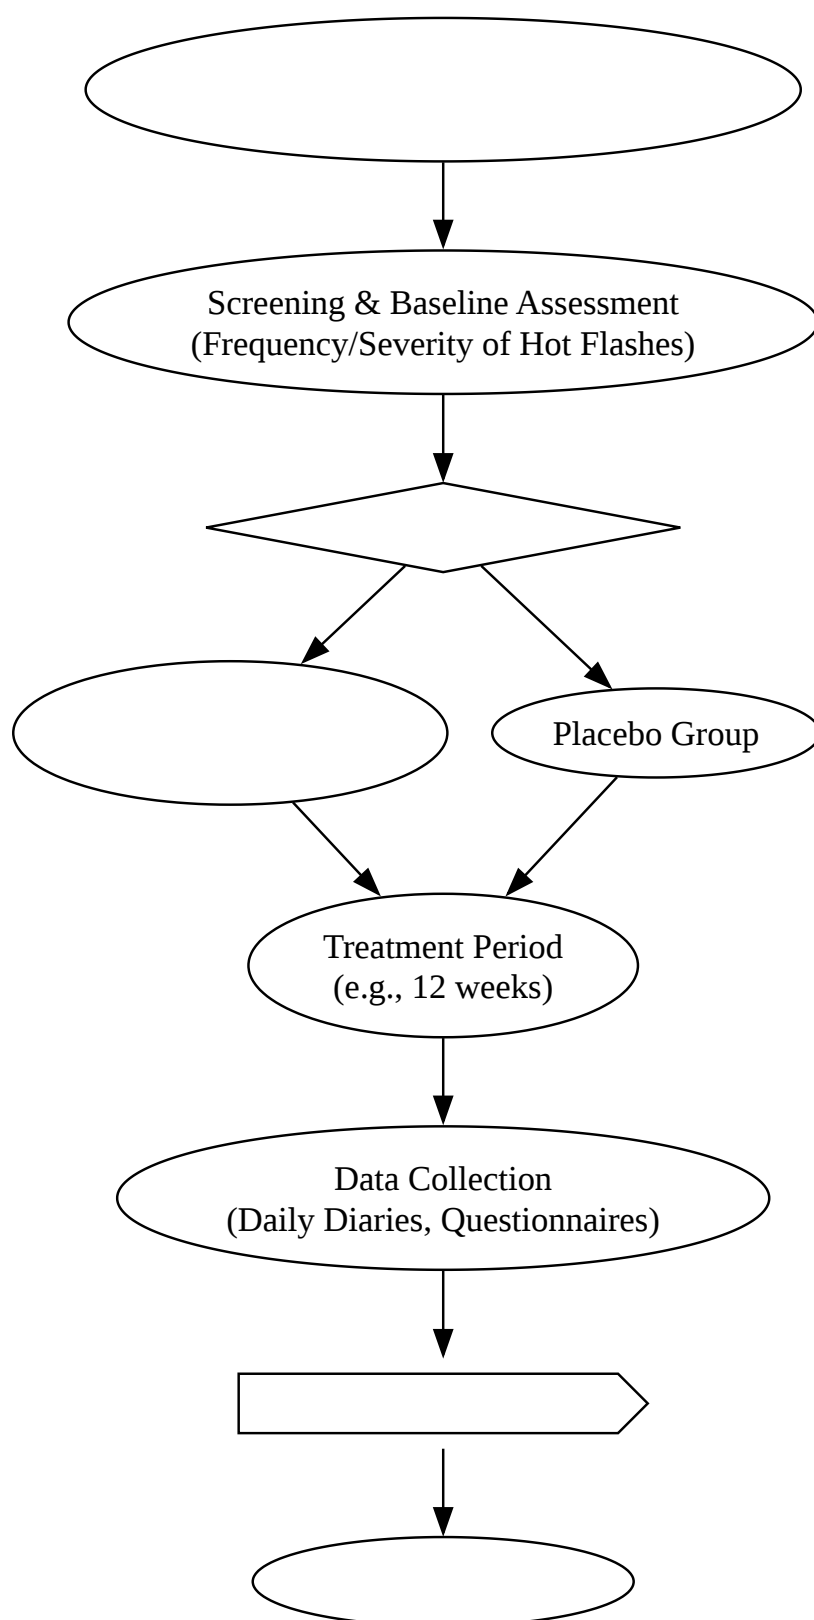 Screening & Baseline Assessment
(Frequency/Severity of Hot Flashes)
Placebo Group
Treatment Period
(e.g., 12 weeks)
Data Collection
(Daily Diaries, Questionnaires)